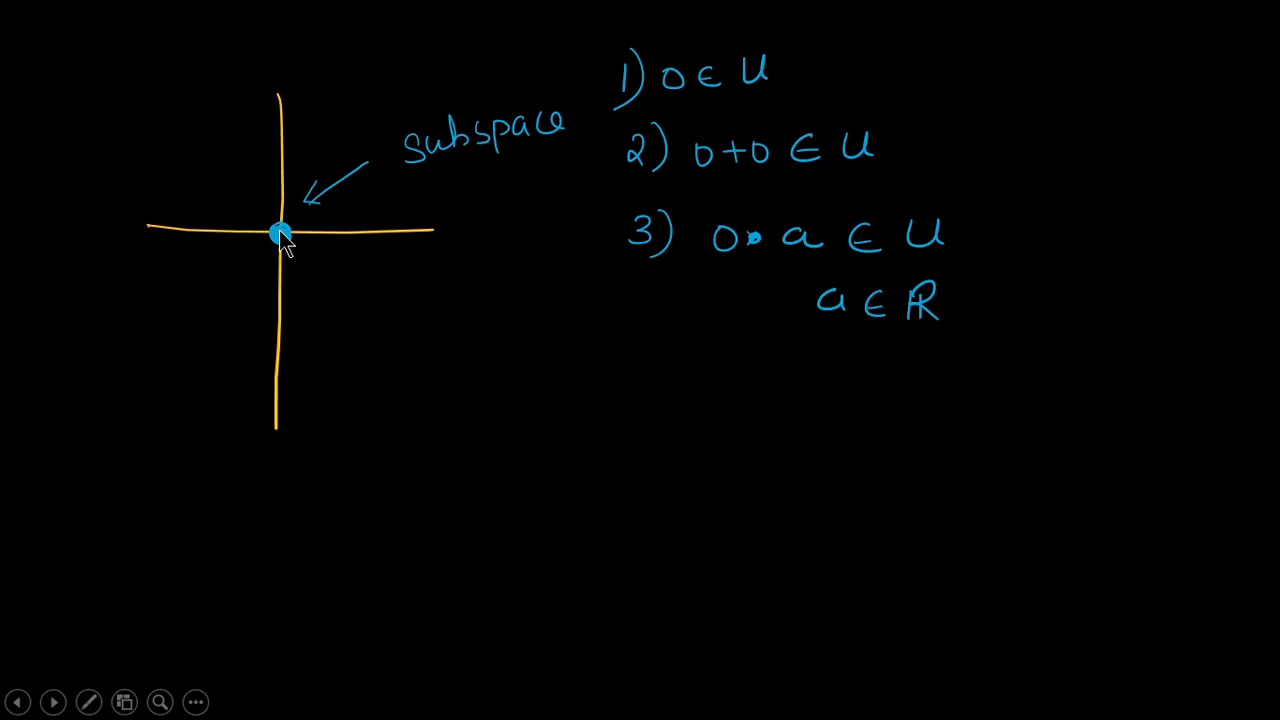 subspace
1) 0 ∈ U
2) 0+0 ∈ U
3) 0 • a ∈ U
a ∈ ℝ